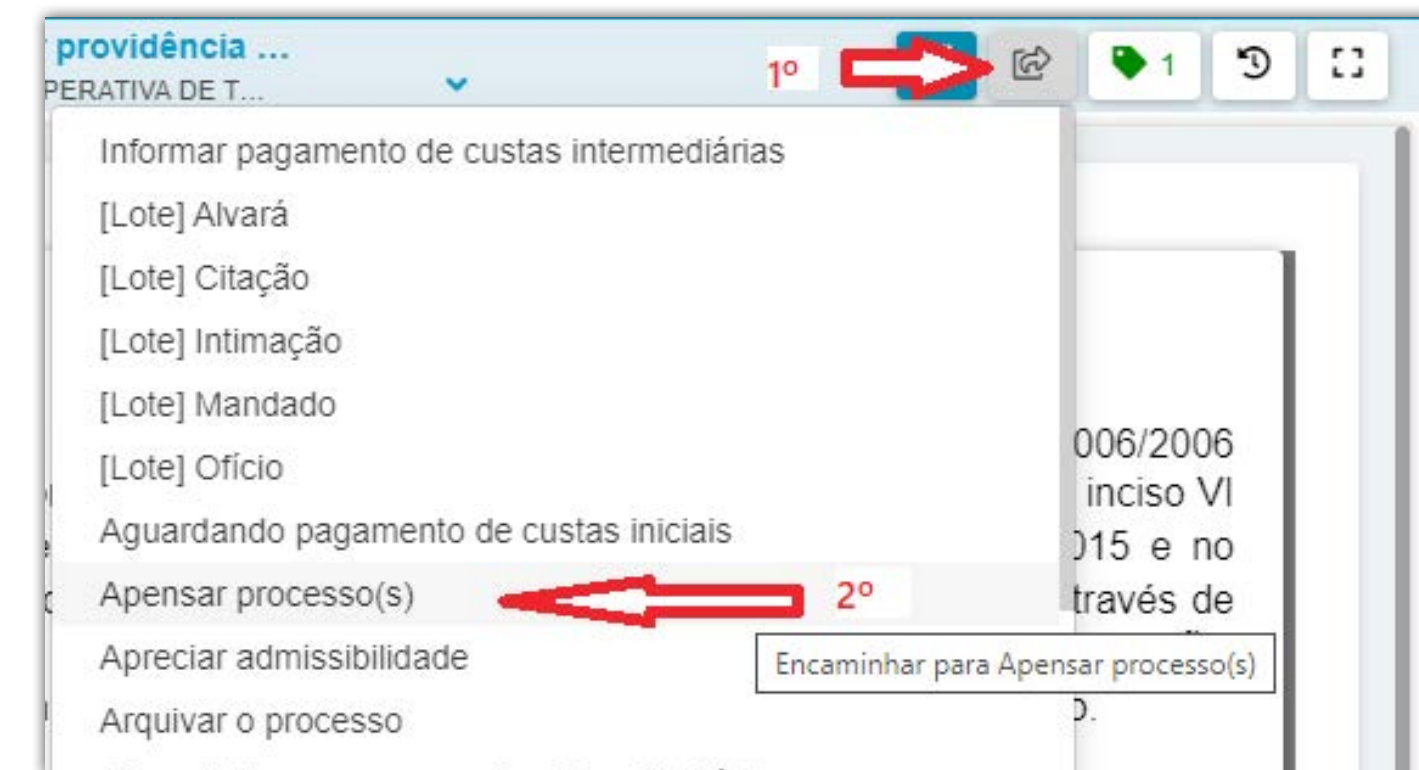 providência ...
PERATIVA DE T...
1º
1
Informar pagamento de custas intermediárias
[Lote] Alvará
[Lote] Citação
[Lote] Intimação
[Lote] Mandado
[Lote] Ofício
Aguardando pagamento de custas iniciais
Apensar processo(s)
2º
Apreciar admissibilidade
Encaminhar para Apensar processo(s)
Arquivar o processo
006/2006
inciso VI
015 e no
través de
o.